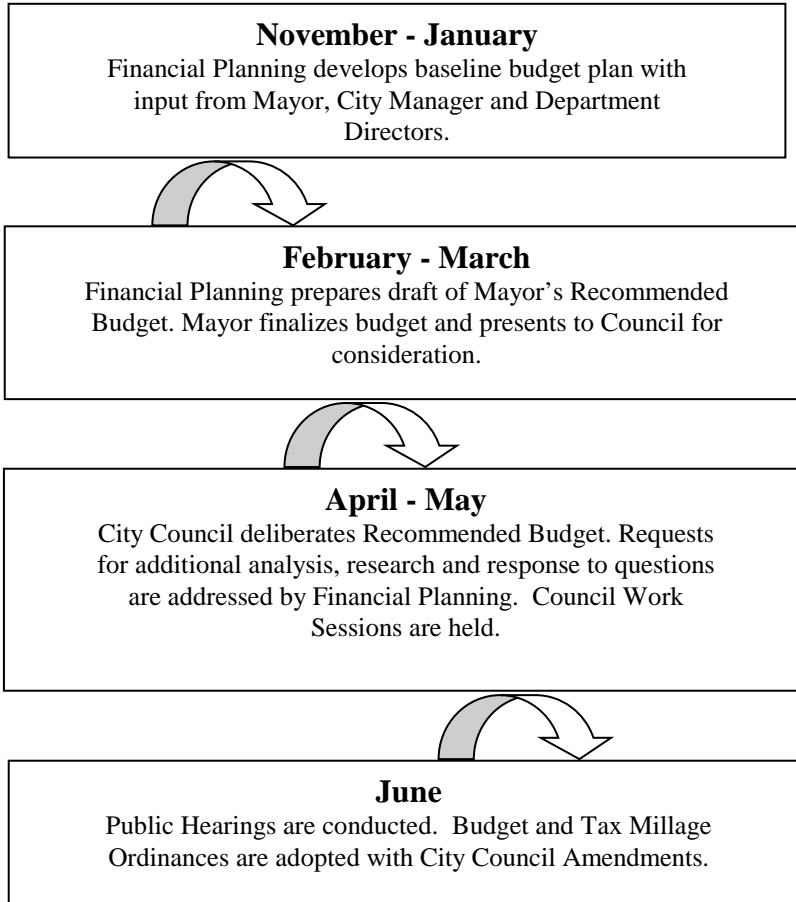 November - January
Financial Planning develops baseline budget plan with
input from Mayor, City Manager and Department
Directors.
February - March
Financial Planning prepares draft of Mayor’s Recommended
Budget. Mayor finalizes budget and presents to Council for
consideration.
April - May
City Council deliberates Recommended Budget. Requests
for additional analysis, research and response to questions
are addressed by Financial Planning.  Council Work
Sessions are held.
June
Public Hearings are conducted.  Budget and Tax Millage
Ordinances are adopted with City Council Amendments.